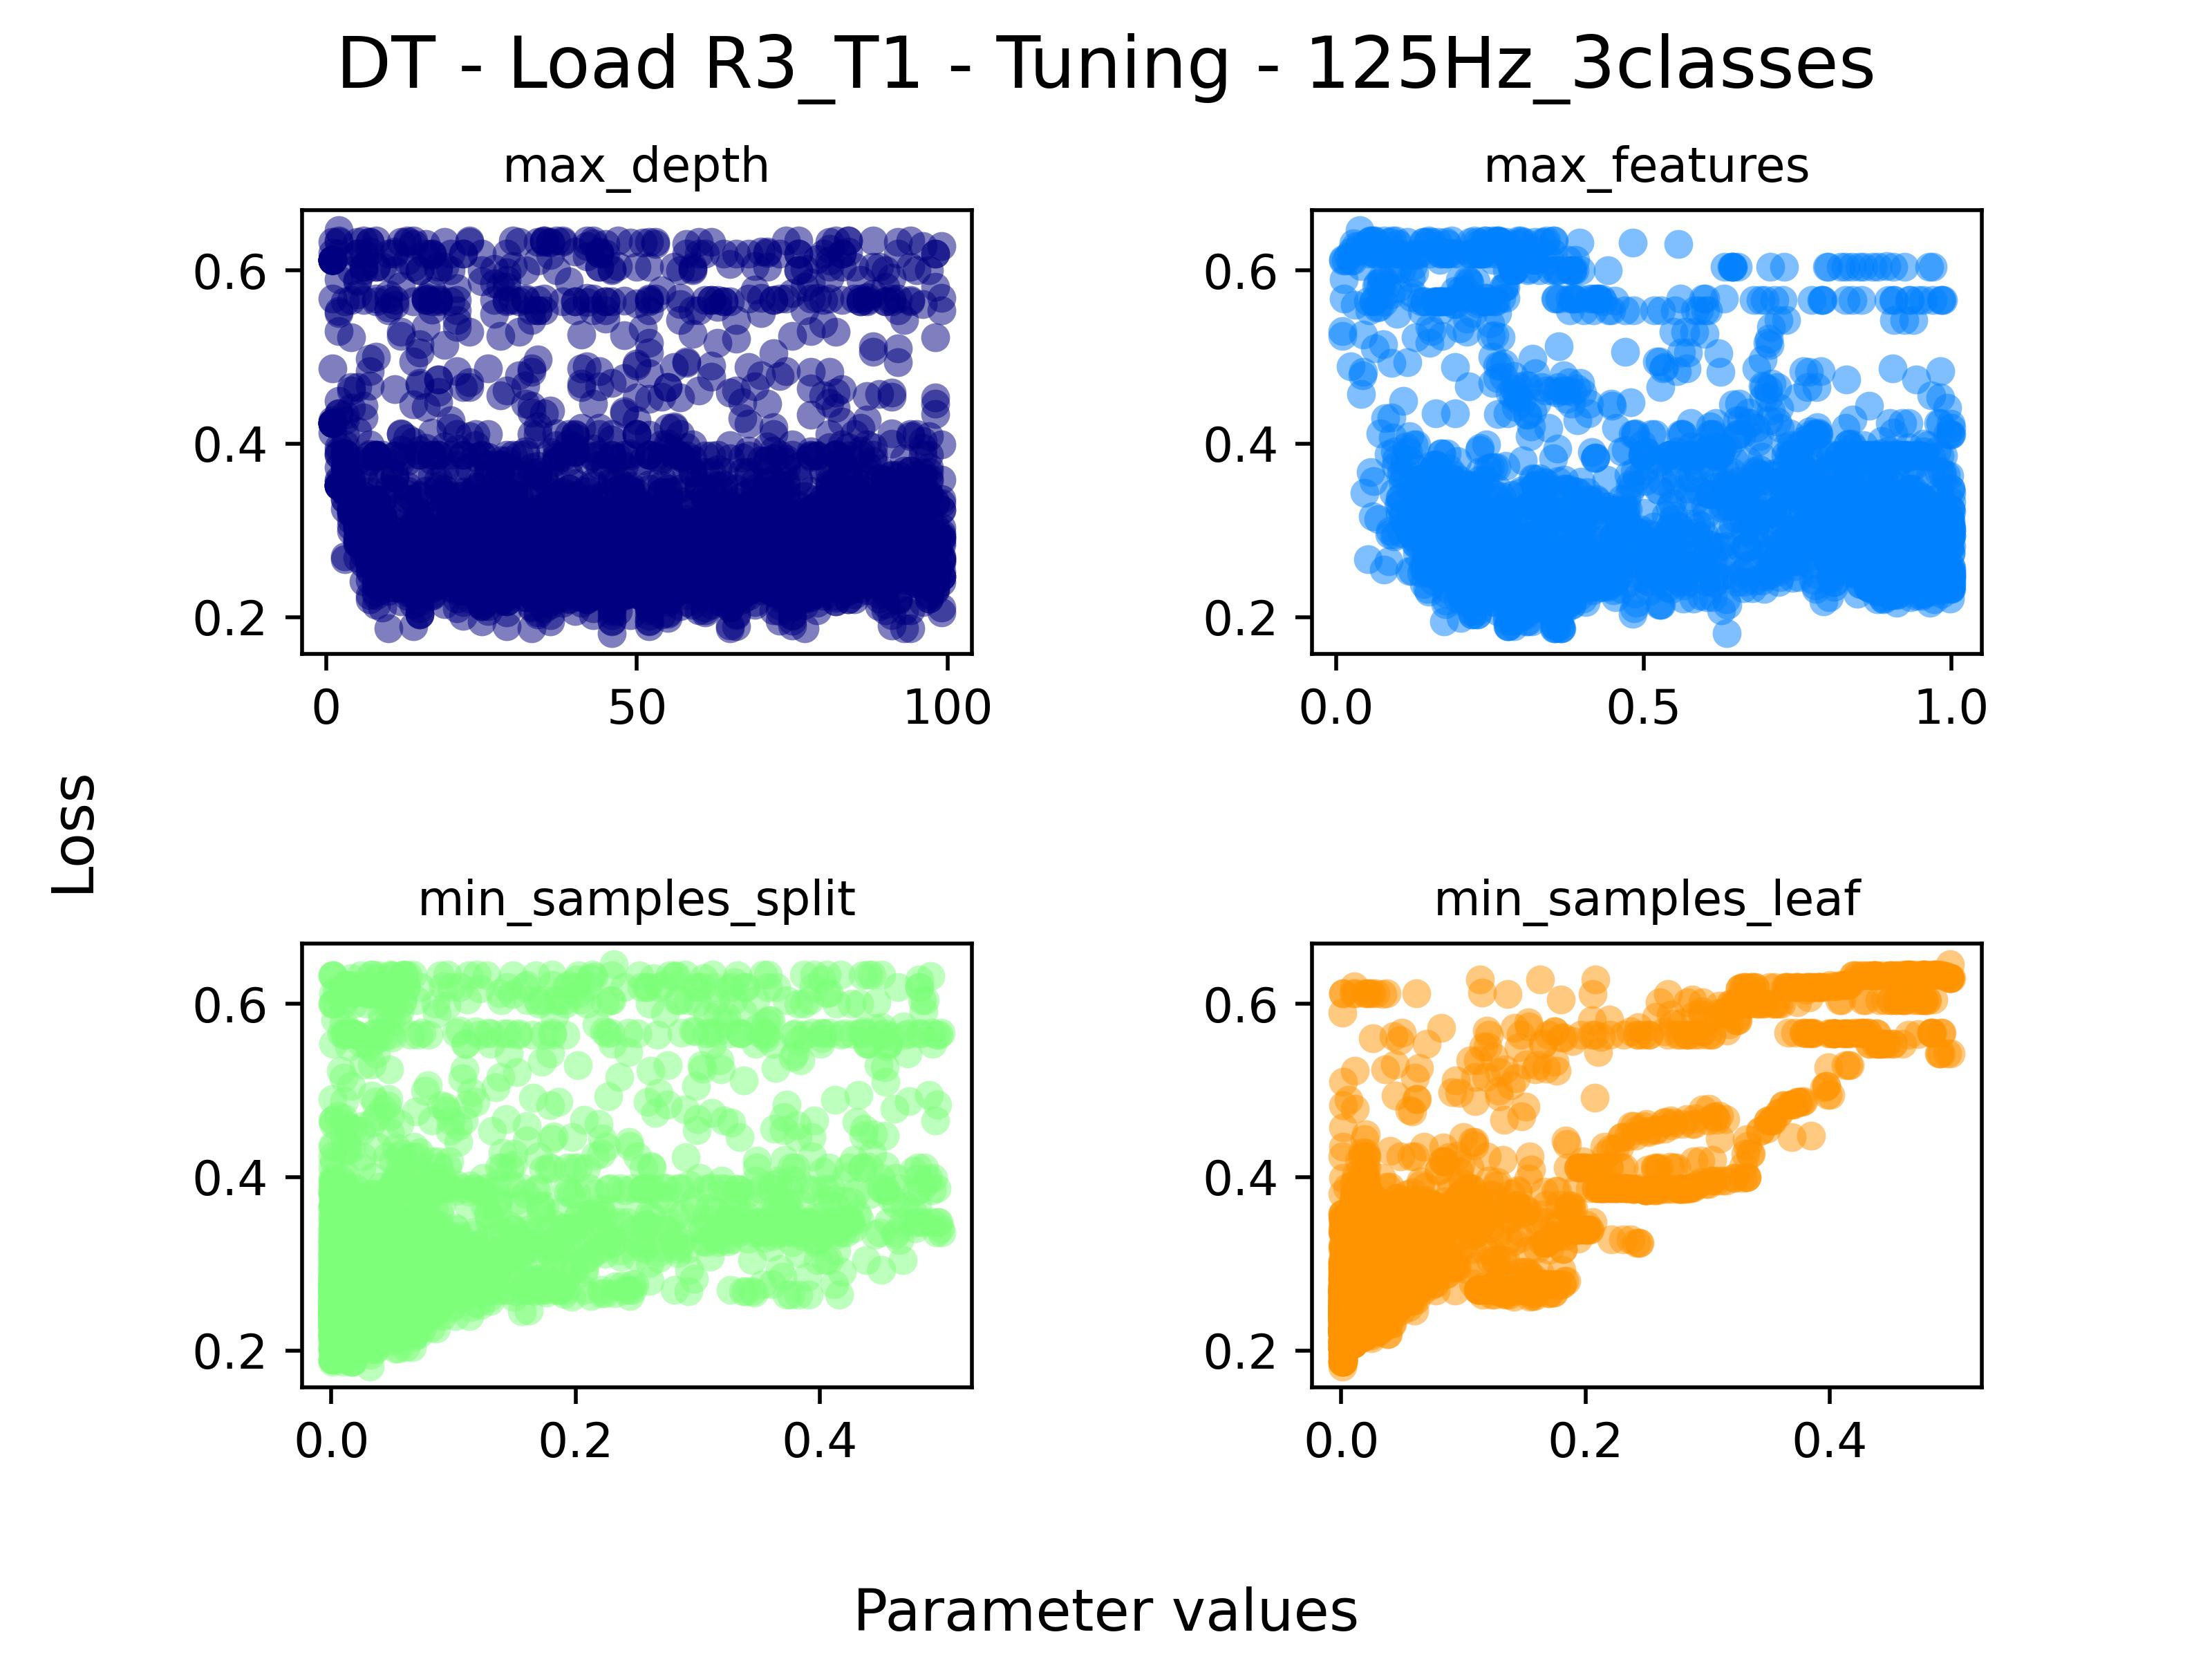 DT - Load R3_T1 - Tuning - 125Hz_3classes
max_depth
max_features
0.6
0.4
0.2
0 50 100
0.6
0.4
0.2
0.0 0.5 1.0
Loss
min_samples_split
min_samples_leaf
0.6
0.4
0.2
0.0 0.2 0.4
0.6
0.4
0.2
0.0 0.2 0.4
Parameter values